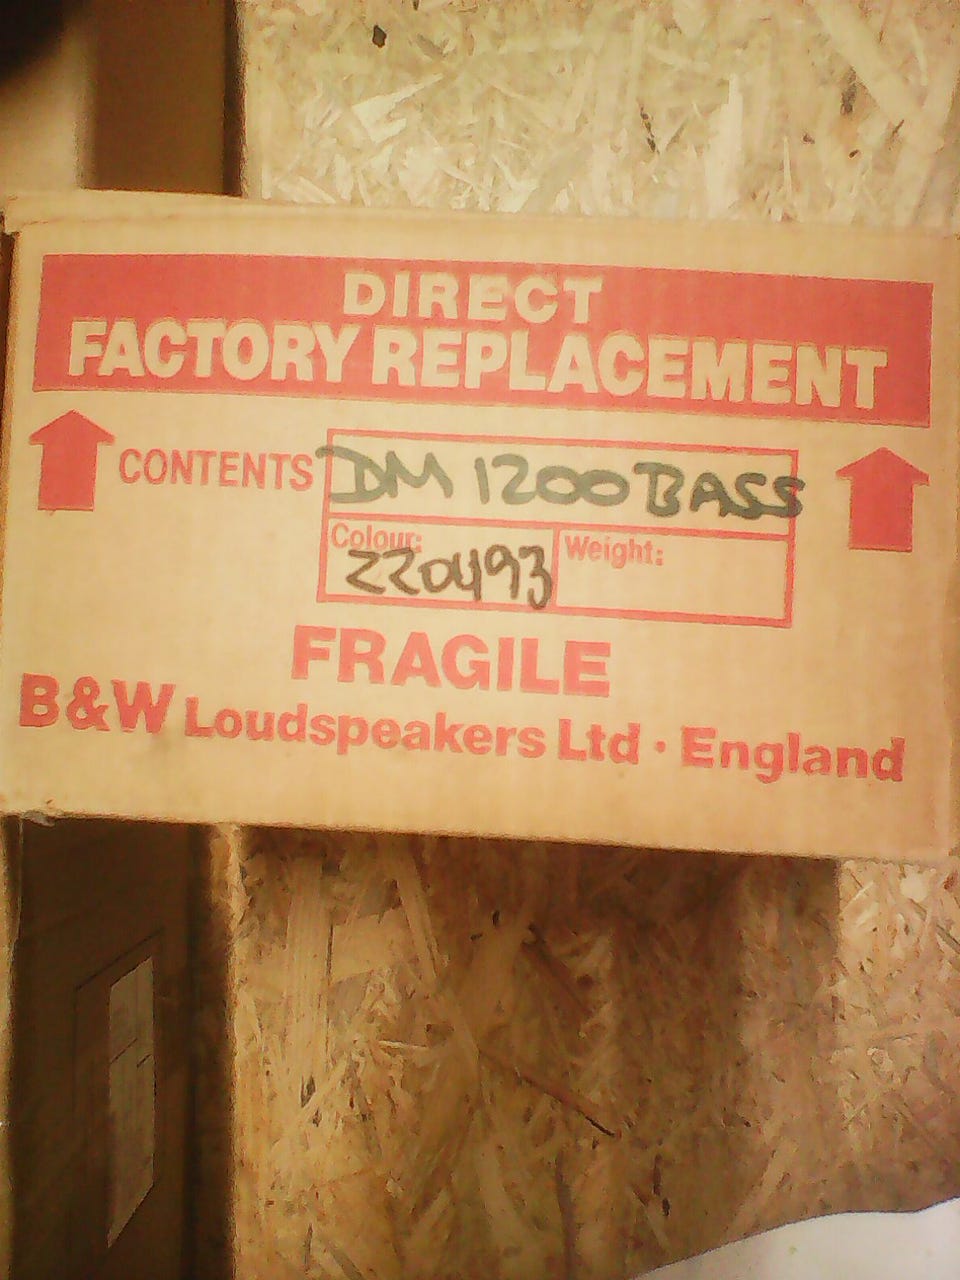 DIRECT
FACTORY REPLACEMENT
CONTENTS DM 1200 BASS
Colour: 220493 Weight:
FRAGILE
B&W Loudspeakers Ltd · England